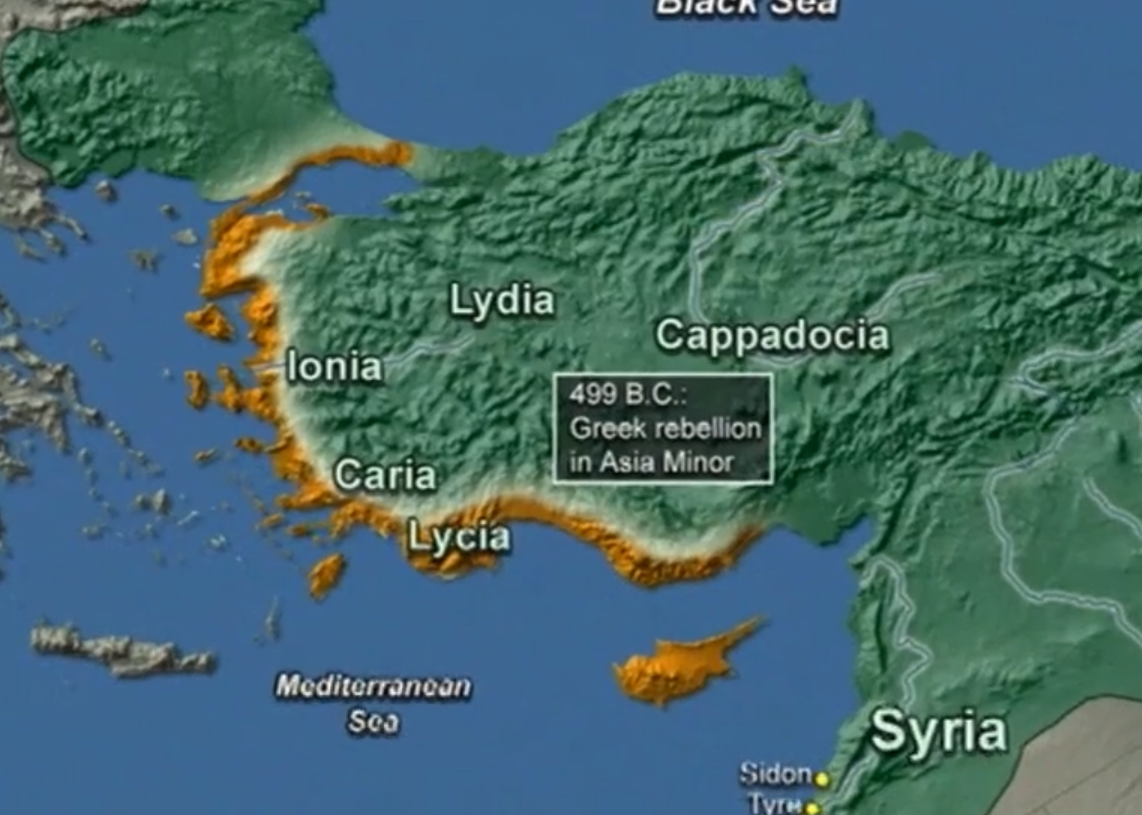 Black Sea
Lydia
Cappadocia
Ionia
499 B.C.:
Greek rebellion
in Asia Minor
Caria
Lycia
Mediterranean
Sea
Syria
Sidon
Tyre